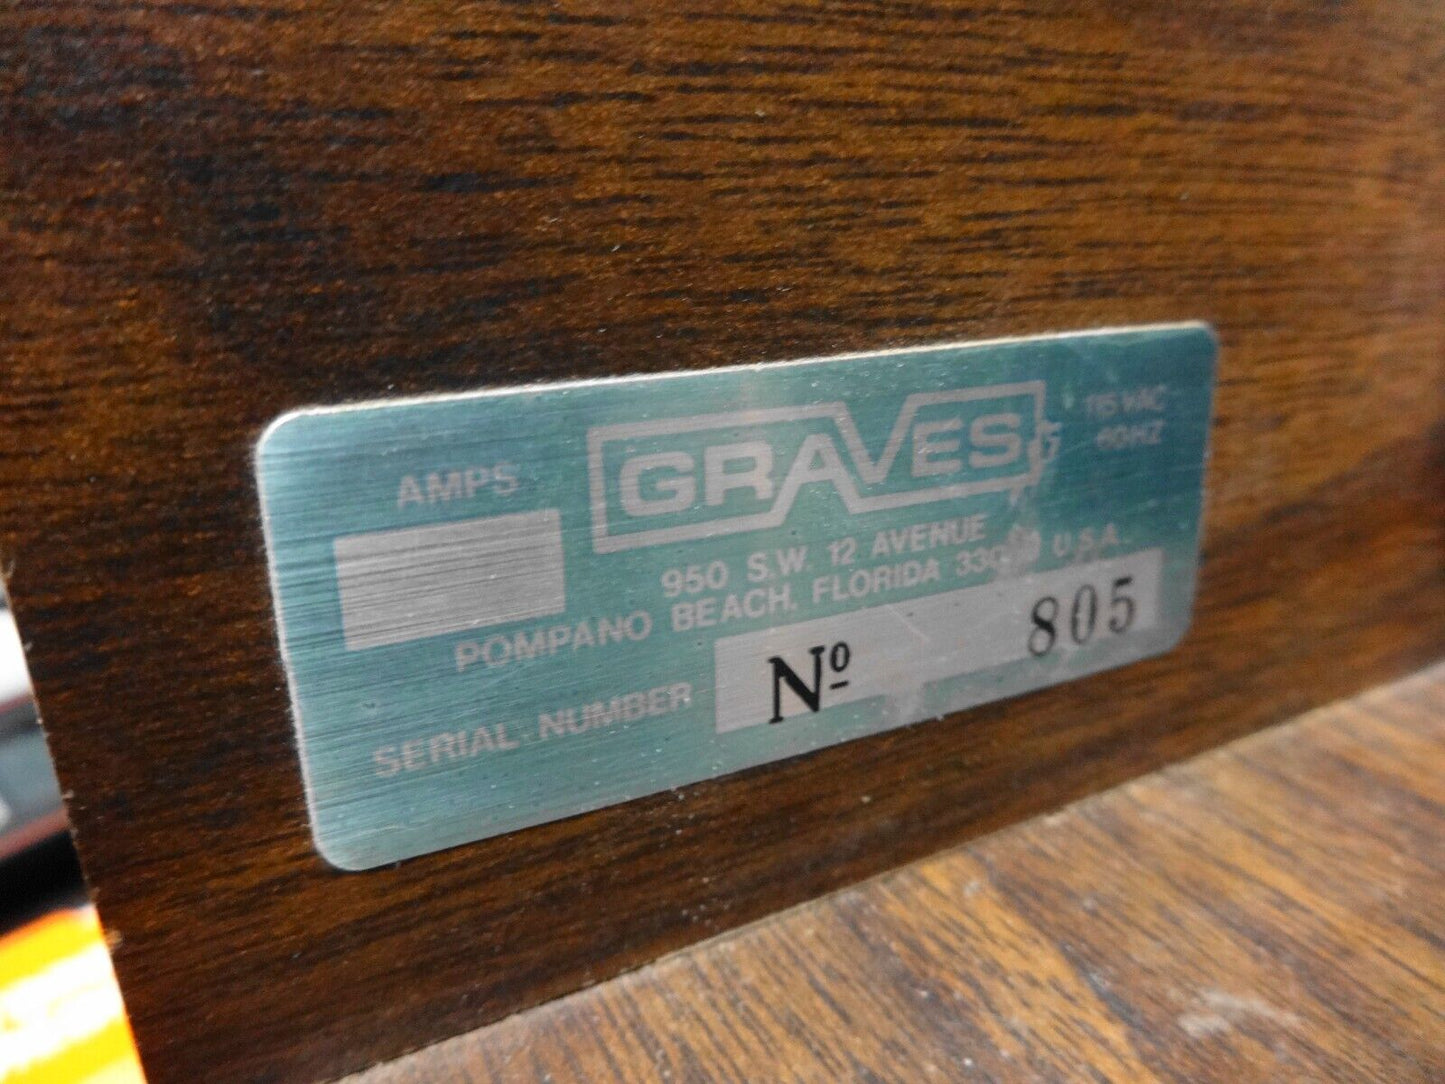 AMPS
GRAVES
115 VAC
60HZ
950 S.W. 12 AVENUE
POMPANO BEACH, FLORIDA U.S.A.
SERIAL NUMBER
Nº 805